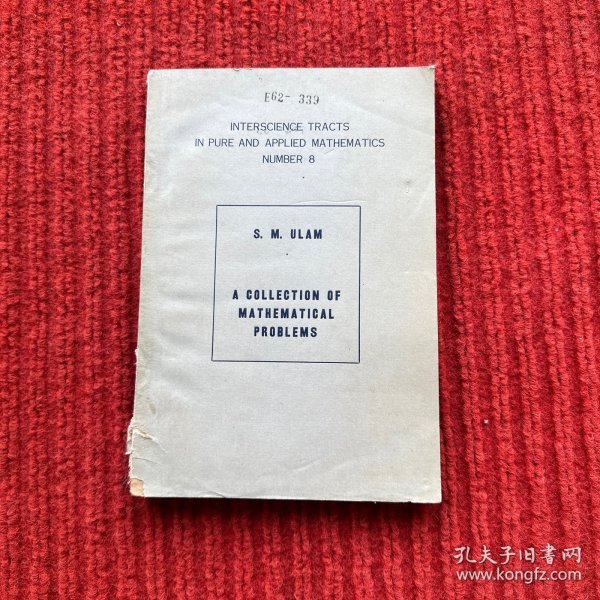 E62- 339
INTERSCIENCE TRACTS
IN PURE AND APPLIED MATHEMATICS
NUMBER 8
S. M. ULAM
A COLLECTION OF
MATHEMATICAL
PROBLEMS
孔夫子旧书网
www.kongfz.com